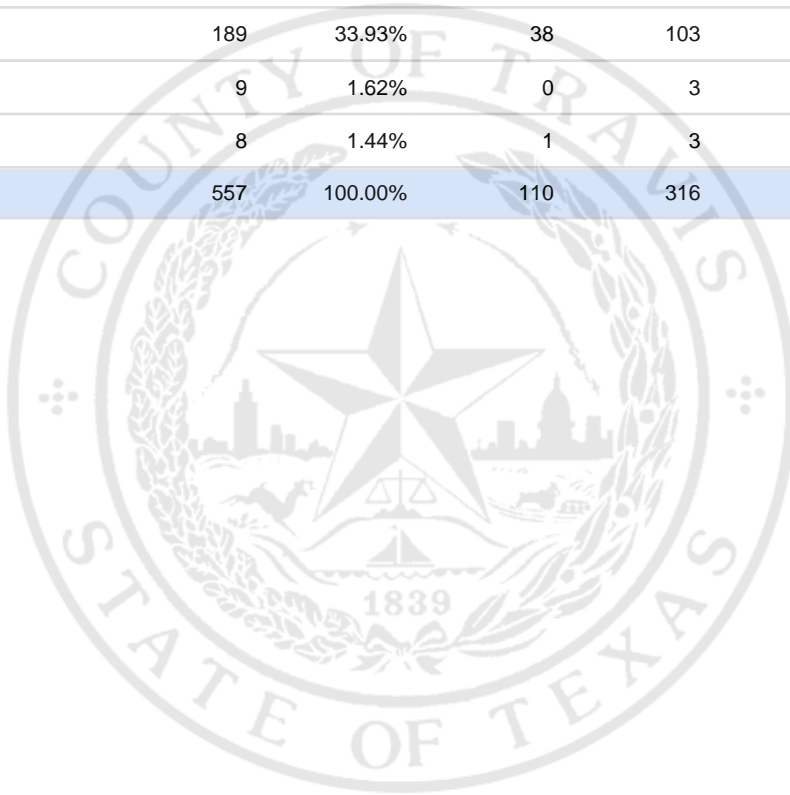 189 33.93% 38 103
9 1.62% 0 3
8 1.44% 1 3
557 100.00% 110 316
COUNTY OF TRAVIS
1839
STATE OF TEXAS